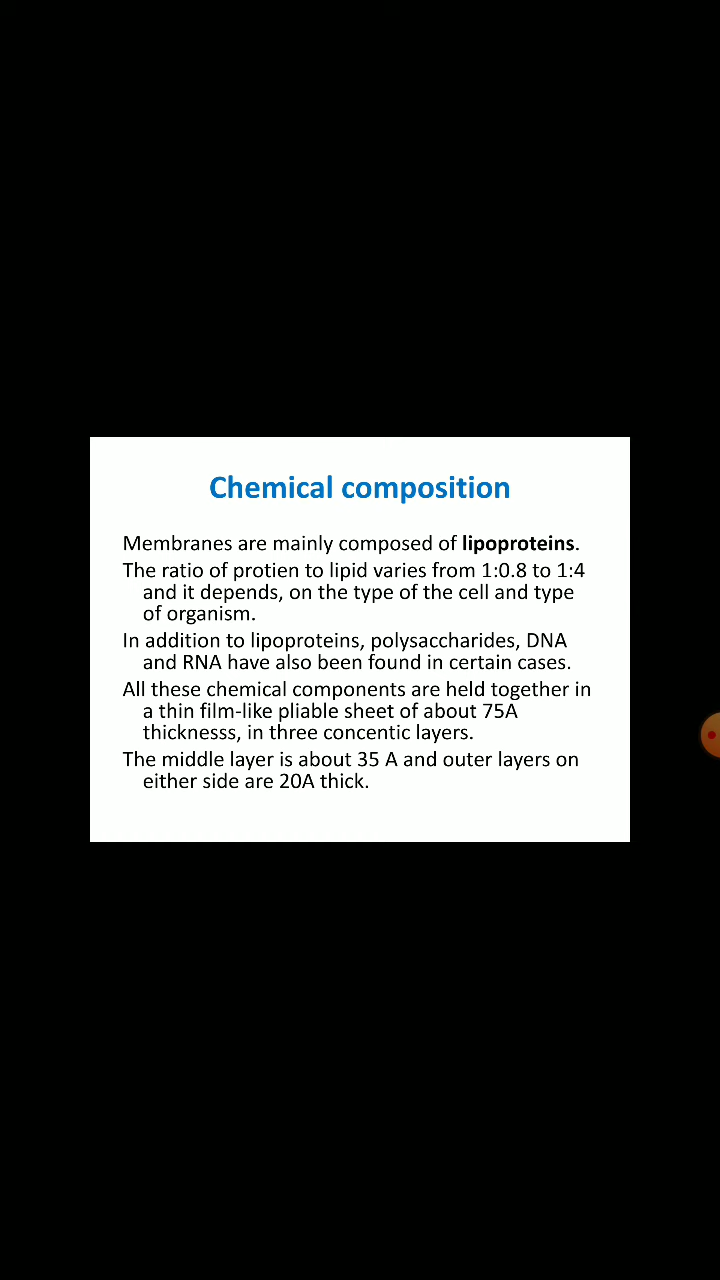 Chemical composition
Membranes are mainly composed of lipoproteins.
The ratio of protien to lipid varies from 1:0.8 to 1:4
and it depends, on the type of the cell and type
of organism.
In addition to lipoproteins, polysaccharides, DNA
and RNA have also been found in certain cases.
All these chemical components are held together in
a thin film-like pliable sheet of about 75A
thicknesss, in three concentic layers.
The middle layer is about 35 A and outer layers on
either side are 20A thick.